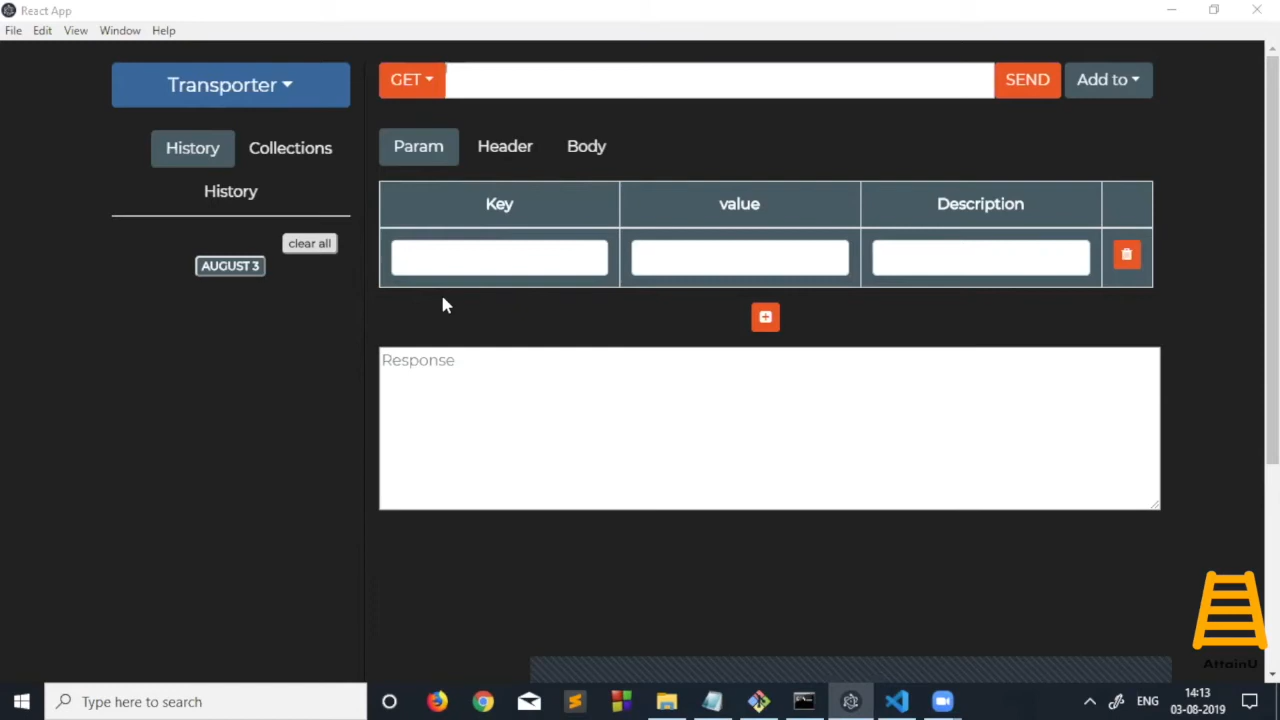 React App
File Edit View Window Help
Transporter
GET
SEND
Add to
History
Collections
Param
Header
Body
History
Key
value
Description
clear all
AUGUST 3
Response
AttainU
Type here to search
ENG
14:13
03-08-2019